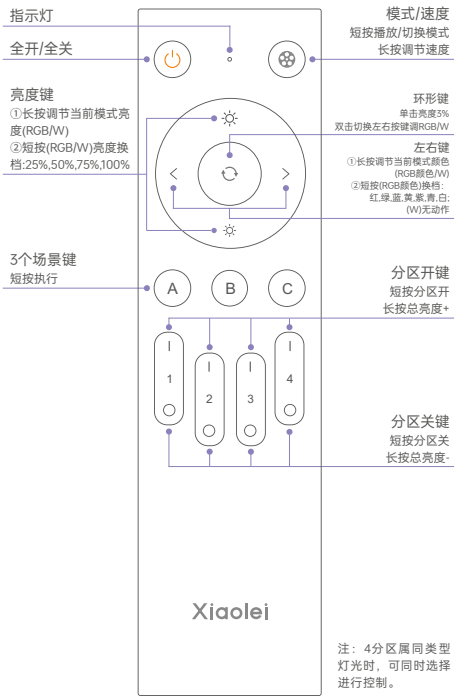 指示灯
全开/全关
亮度键
①长按调节当前模式亮
度(RGB/W)
②短按(RGB/W)亮度换
档:25%,50%,75%,100%
3个场景键
短按执行
模式/速度
短按播放/切换模式
长按调节速度
环形键
单击亮度3%
双击切换左右按键调RGB/W
左右键
①长按调节当前模式颜色
(RGB颜色/W)
②短按(RGB颜色)换档:
红,绿,蓝,黄,紫,青,白;
(W)无动作
分区开键
短按分区开
长按总亮度+
分区关键
短按分区关
长按总亮度-
A B C
1 2 3 4
Xiaolei
注：4分区属同类型
灯光时，可同时选择
进行控制。